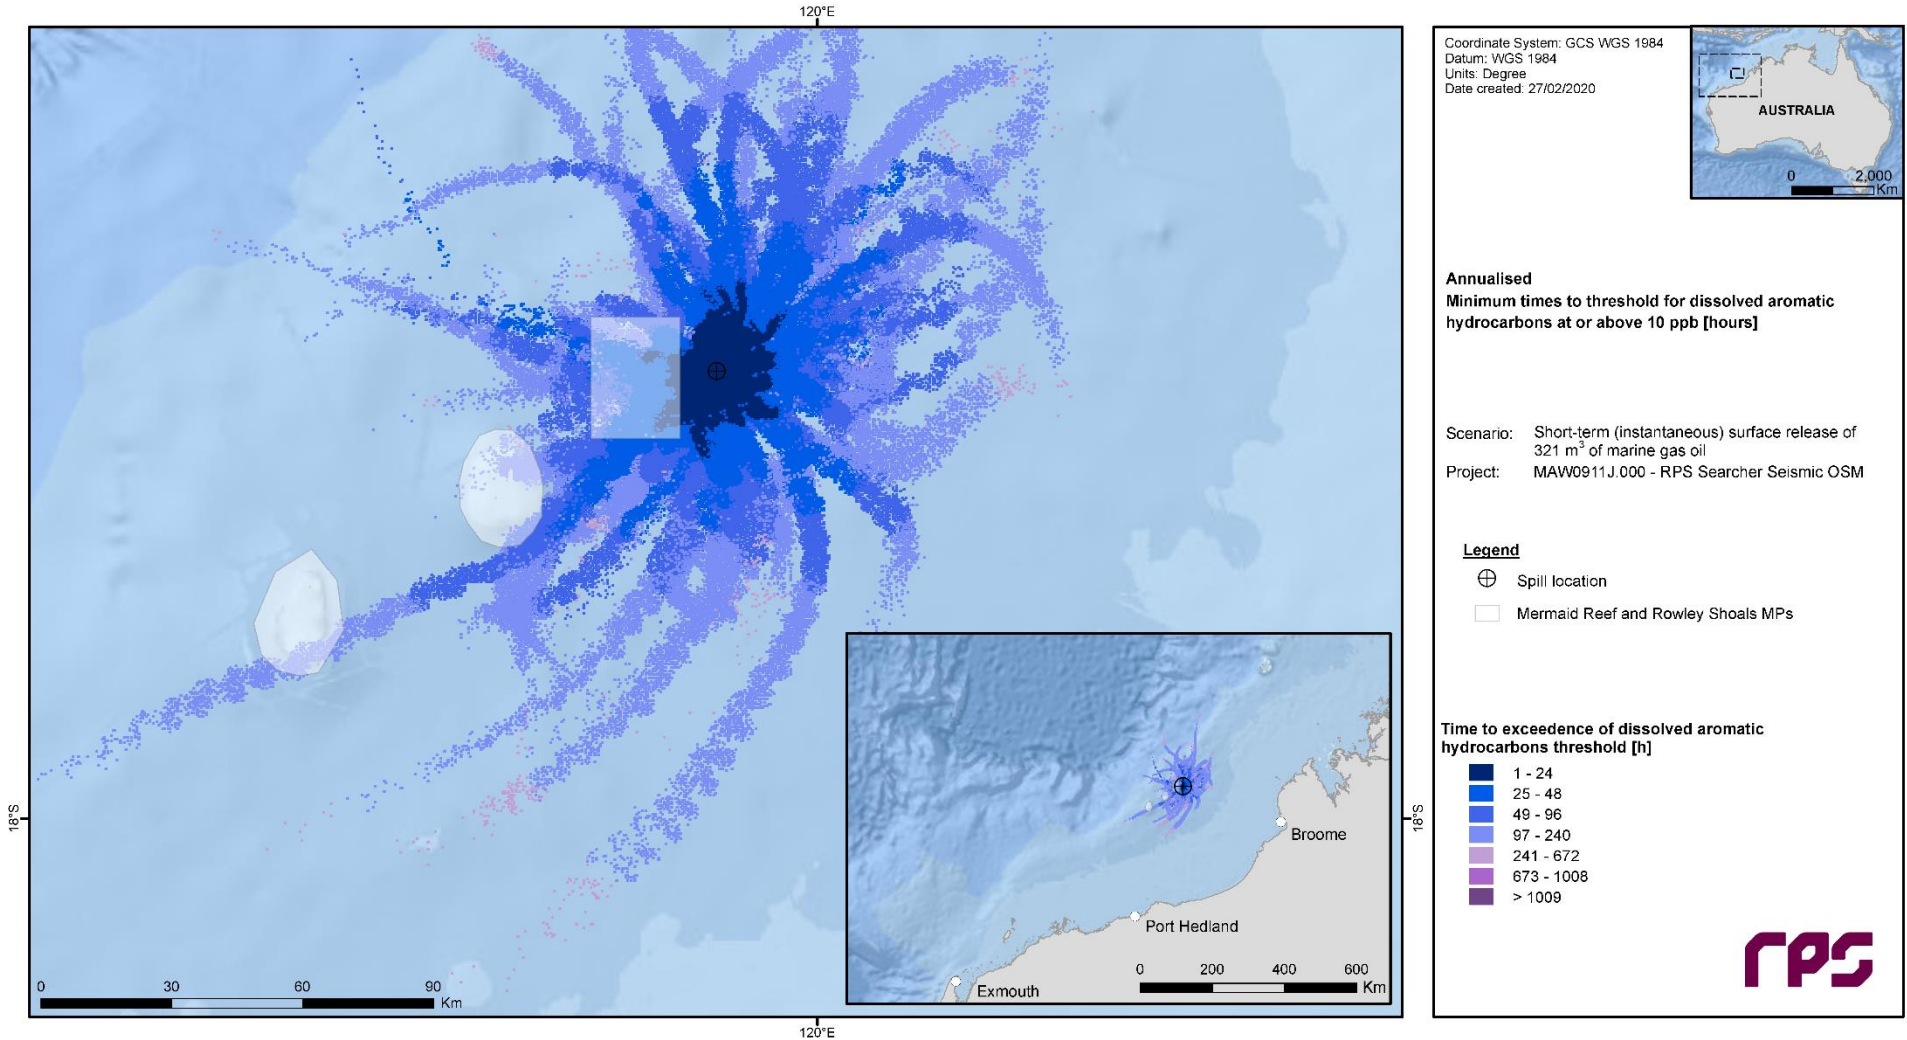 120°E
18°S
18°S
120°E
0 30 60 90 Km
Broome
Port Hedland
Exmouth
0 200 400 600 Km
Coordinate System: GCS WGS 1984
Datum: WGS 1984
Units: Degree
Date created: 27/02/2020
AUSTRALIA
0 2,000 Km
Annualised
Minimum times to threshold for dissolved aromatic
hydrocarbons at or above 10 ppb [hours]
Scenario: Short-term (instantaneous) surface release of
321 m³ of marine gas oil
Project: MAW0911J.000 - RPS Searcher Seismic OSM
Legend
Spill location
Mermaid Reef and Rowley Shoals MPs
Time to exceedence of dissolved aromatic
hydrocarbons threshold [h]
1 - 24
25 - 48
49 - 96
97 - 240
241 - 672
673 - 1008
> 1009
rps